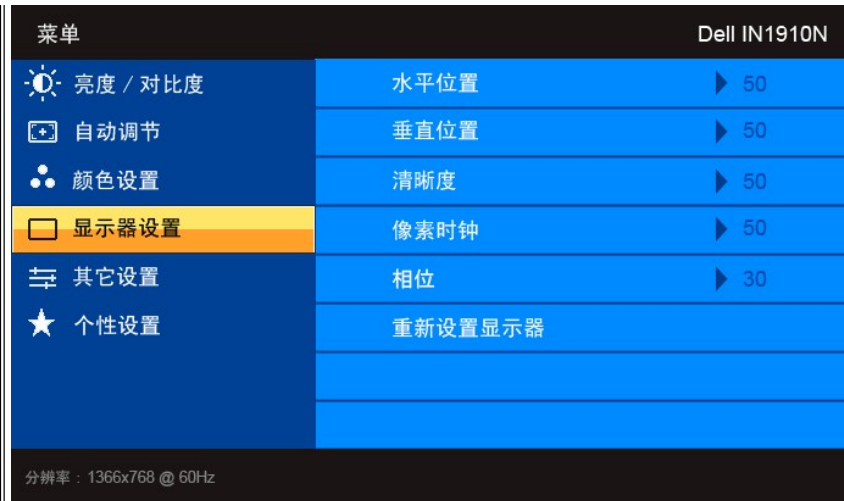 菜单 Dell IN1910N
亮度 / 对比度
自动调节
颜色设置
显示器设置
其它设置
个性设置
水平位置 50
垂直位置 50
清晰度 50
像素时钟 50
相位 30
重新设置显示器
分辨率：1366x768 @ 60Hz